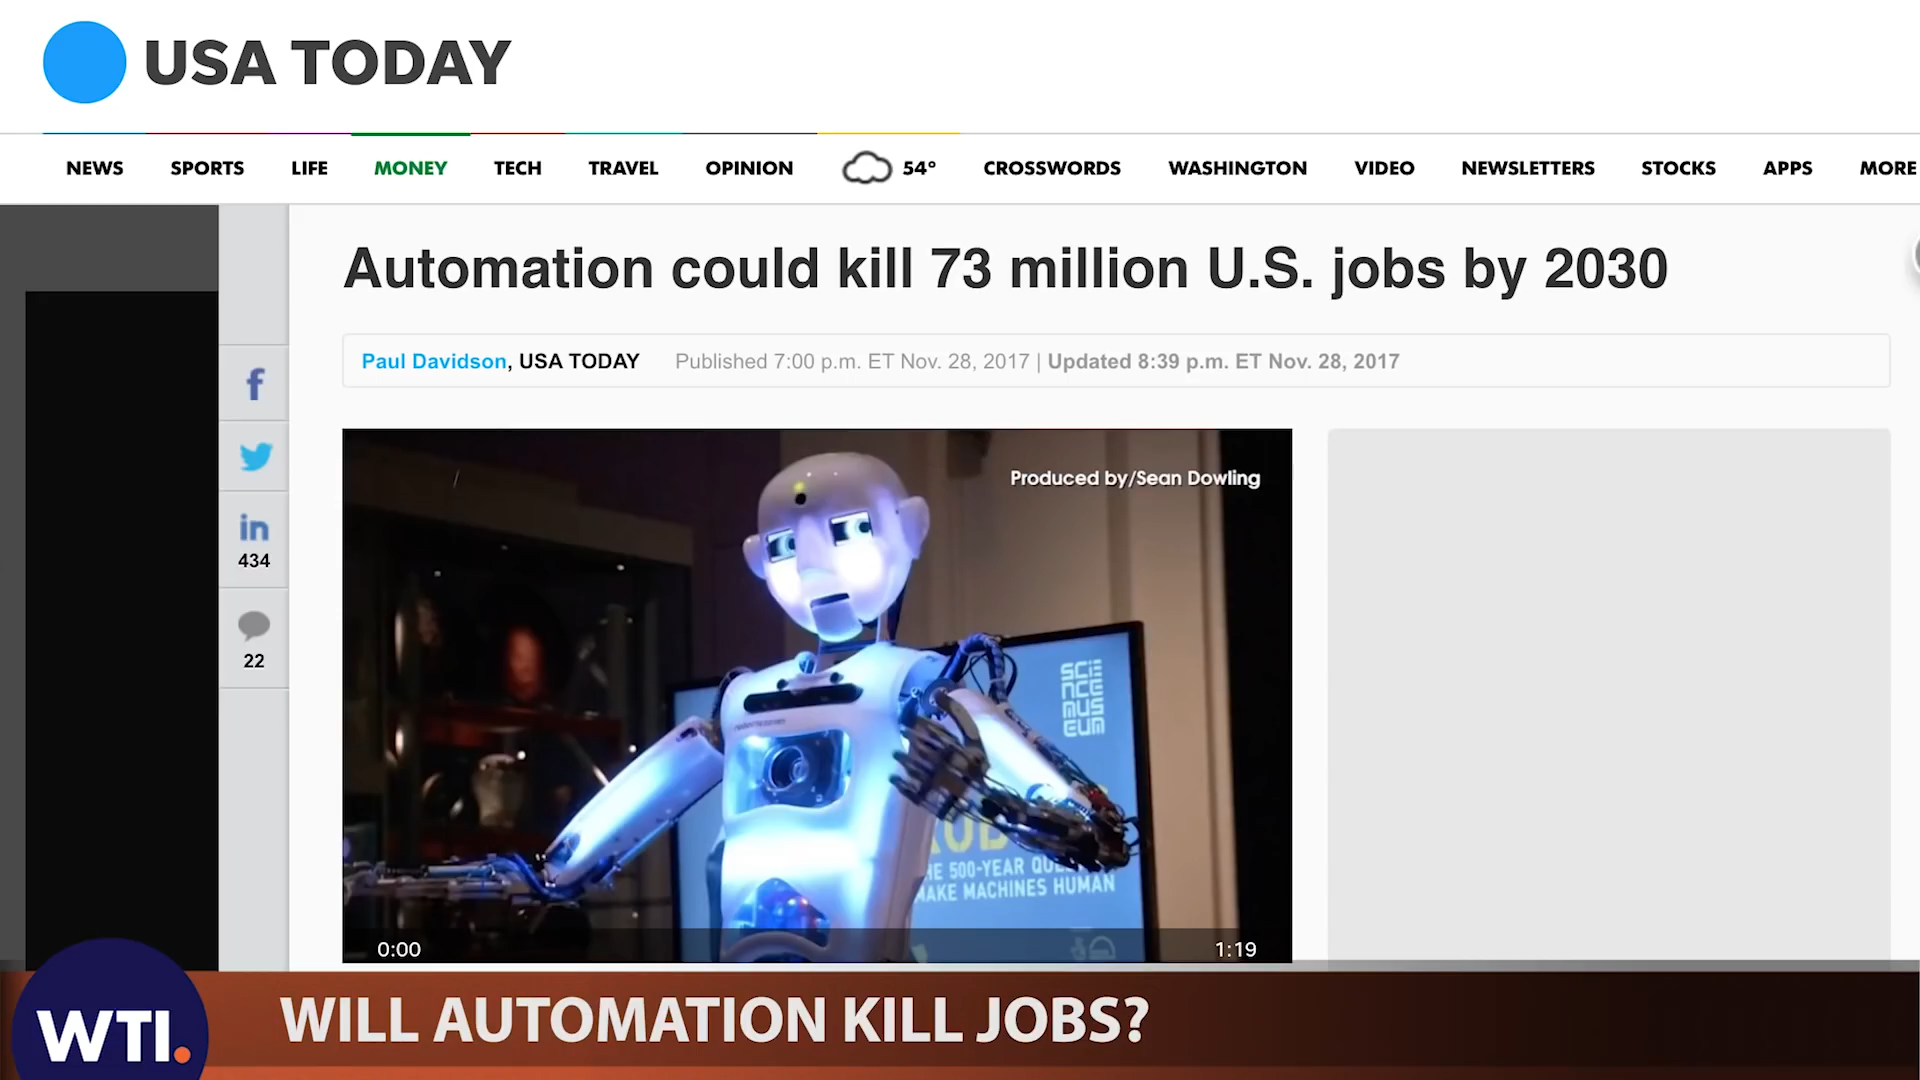 USA TODAY
NEWS SPORTS LIFE MONEY TECH TRAVEL OPINION 54° CROSSWORDS WASHINGTON VIDEO NEWSLETTERS STOCKS APPS MORE
Automation could kill 73 million U.S. jobs by 2030
Paul Davidson, USA TODAY Published 7:00 p.m. ET Nov. 28, 2017 | Updated 8:39 p.m. ET Nov. 28, 2017
f
in
434
22
Produced by/Sean Dowling
SCIENCE MUSEUM
500-YEAR
MAKE MACHINES HUMAN
0:00 1:19
WTI.
WILL AUTOMATION KILL JOBS?